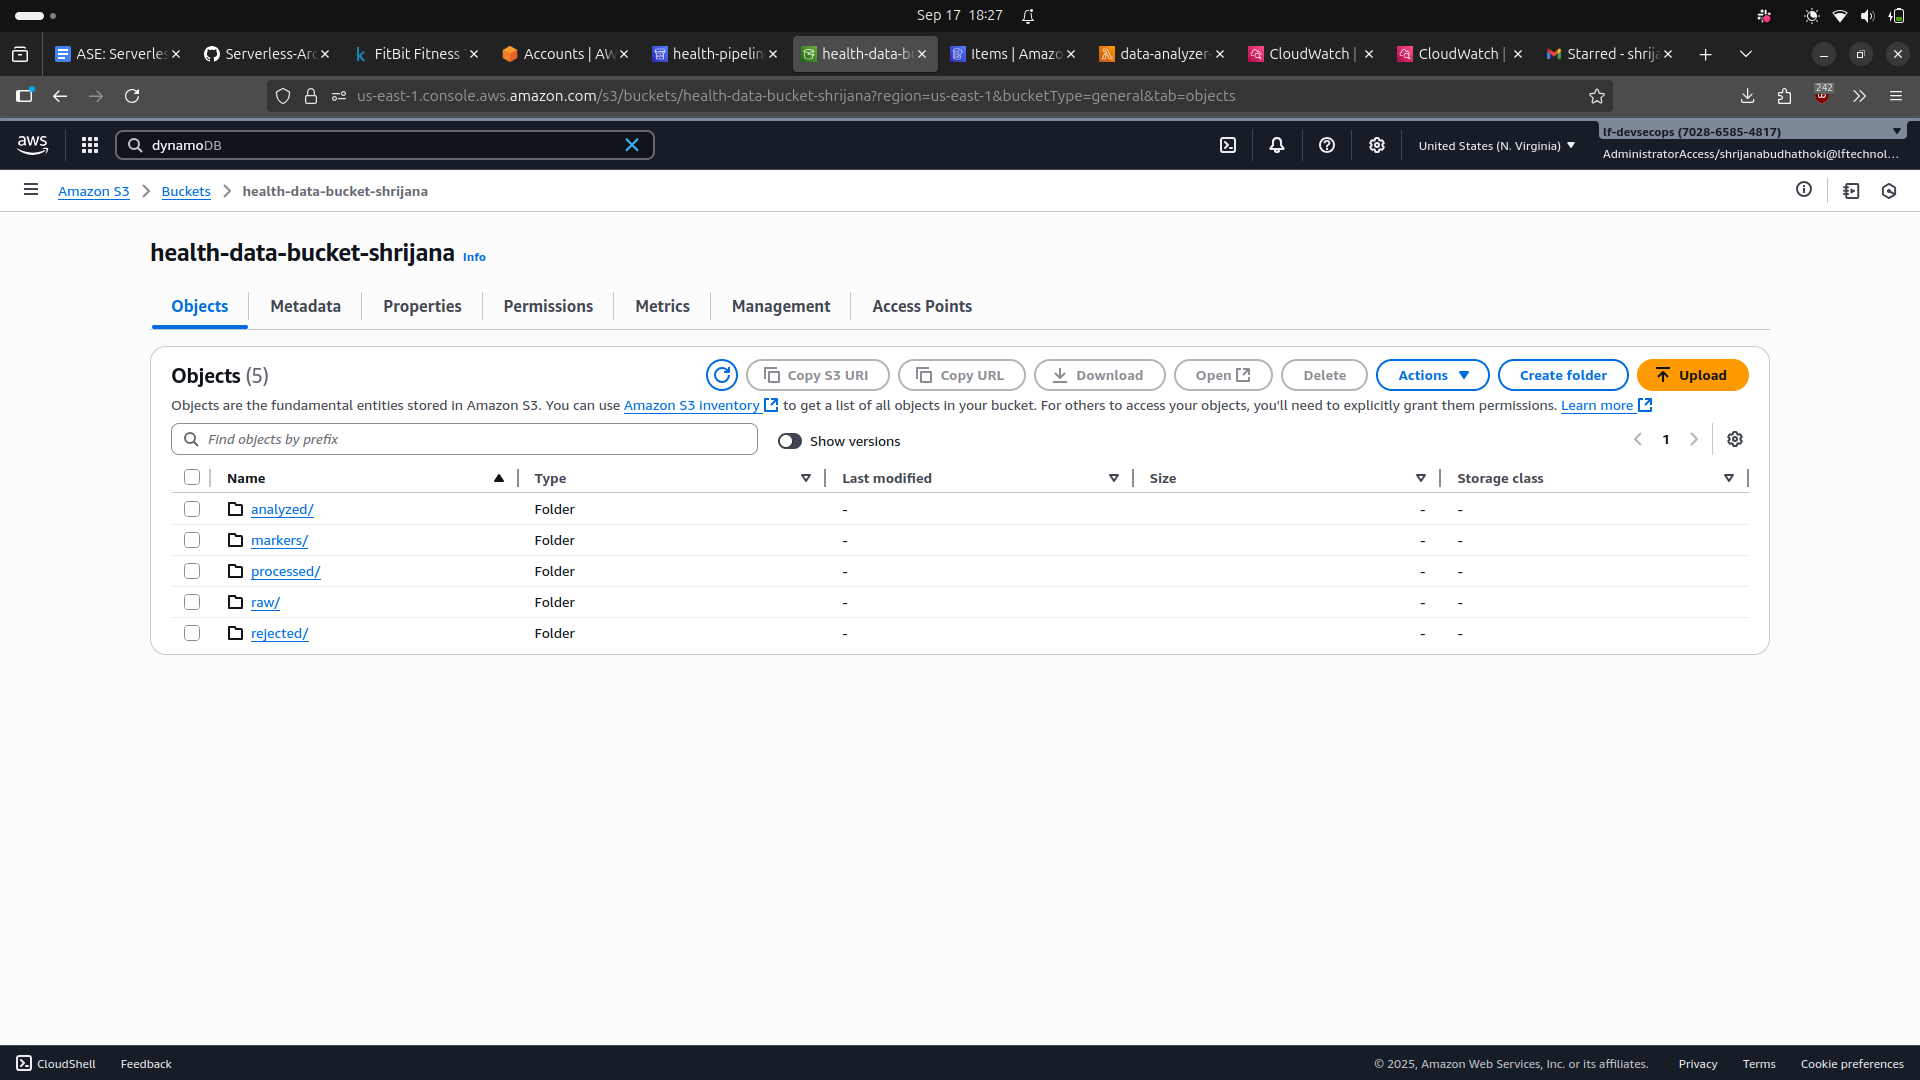 Sep 17 18:27
ASE: Serverles
Serverless-Arc
FitBit Fitness
Accounts | AW
health-pipelin
health-data-b
Items | Amazo
data-analyzer-
CloudWatch |
CloudWatch |
Starred - shrija
us-east-1.console.aws.amazon.com/s3/buckets/health-data-bucket-shrijana?region=us-east-1&bucketType=general&tab=objects
242
aws
dynamoDB
United States (N. Virginia)
lf-devsecops (7028-6585-4817)
AdministratorAccess/shrijanabudhathoki@lftechnol...
Amazon S3
Buckets
health-data-bucket-shrijana
health-data-bucket-shrijana Info
Objects
Metadata
Properties
Permissions
Metrics
Management
Access Points
Objects (5)
Copy S3 URI
Copy URL
Download
Open
Delete
Actions
Create folder
Upload
Objects are the fundamental entities stored in Amazon S3. You can use Amazon S3 inventory to get a list of all objects in your bucket. For others to access your objects, you'll need to explicitly grant them permissions. Learn more
Find objects by prefix
Show versions
1
Name Type Last modified Size Storage class
analyzed/ Folder - - -
markers/ Folder - - -
processed/ Folder - - -
raw/ Folder - - -
rejected/ Folder - - -
CloudShell
Feedback
© 2025, Amazon Web Services, Inc. or its affiliates.
Privacy
Terms
Cookie preferences